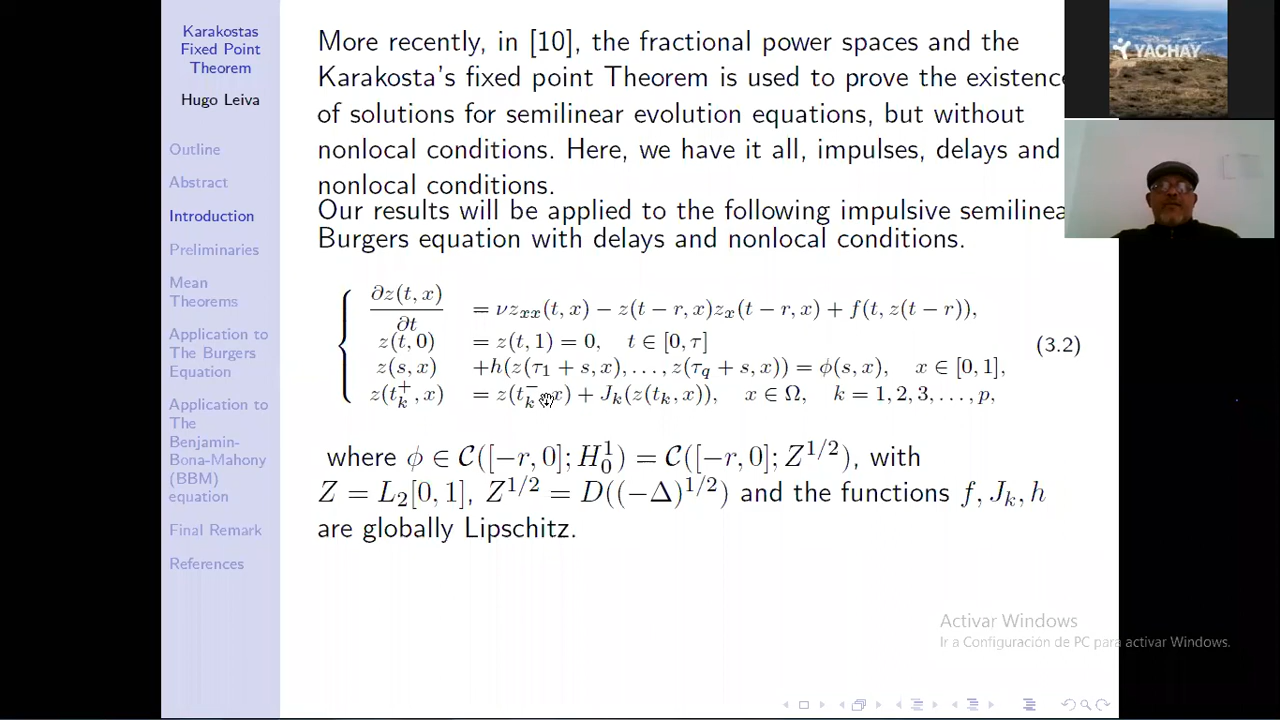 Karakostas
Fixed Point
Theorem
Hugo Leiva
Outline
Abstract
Introduction
Preliminaries
Mean
Theorems
Application to
The Burgers
Equation
Application to
The
Benjamin-
Bona-Mahony
(BBM)
equation
Final Remark
References
More recently, in [10], the fractional power spaces and the
Karakosta's fixed point Theorem is used to prove the existenc
of solutions for semilinear evolution equations, but without
nonlocal conditions. Here, we have it all, impulses, delays and
nonlocal conditions.
Our results will be applied to the following impulsive semilinea
Burgers equation with delays and nonlocal conditions.
∂z(t, x)/∂t = νz_xx(t, x) − z(t − r, x)z_x(t − r, x) + f(t, z(t − r)),
z(t, 0) = z(t, 1) = 0, t ∈ [0, τ]
z(s, x) +h(z(τ_1 + s, x), . . . , z(τ_q + s, x)) = φ(s, x), x ∈ [0, 1],
z(t_k^+, x) = z(t_k^-, x) + J_k(z(t_k, x)), x ∈ Ω, k = 1, 2, 3, . . . , p,
(3.2)
where φ ∈ C([−r, 0]; H_0^1) = C([−r, 0]; Z^{1/2}), with
Z = L_2[0, 1], Z^{1/2} = D((−Δ)^{1/2}) and the functions f, J_k, h
are globally Lipschitz.
YACHAY
Activar Windows
Ir a Configuración de PC para activar Windows.